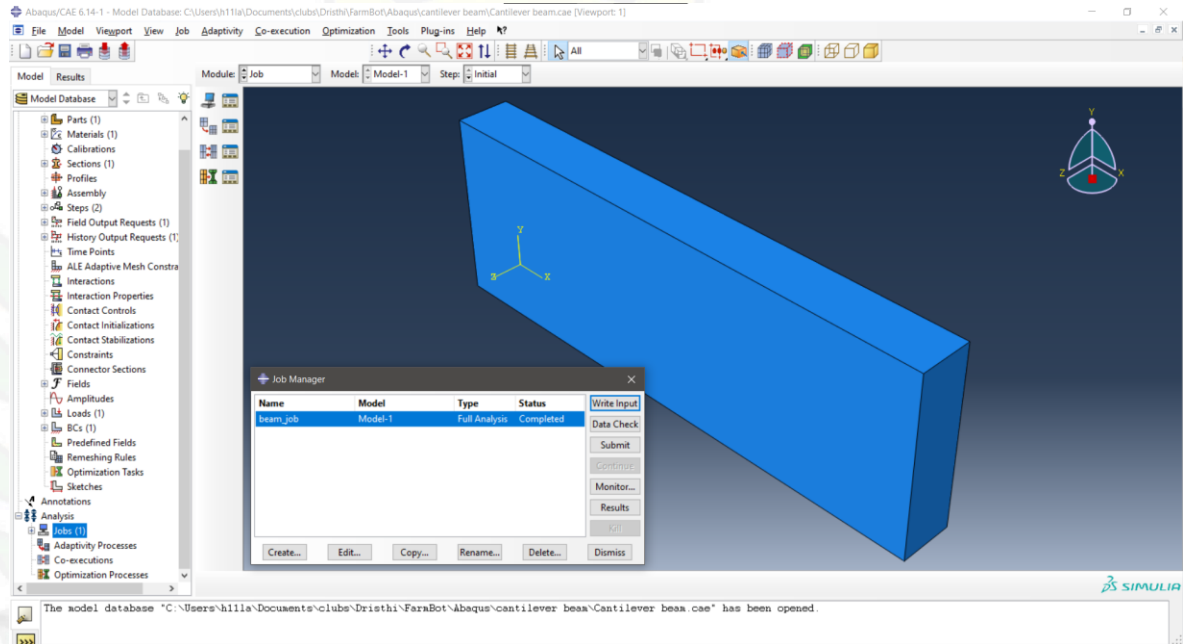 Abaqus/CAE 6.14-1 - Model Database: C:\Users\h11la\Documents\clubs\Dristhi\FarmBot\Abaqus\cantilever beam\Cantilever beam.cae [Viewport: 1]
File Model Viewport View Job Adaptivity Co-execution Optimization Tools Plug-ins Help
All
Model Results Module: Job Model: Model-1 Step: Initial
Model Database
Parts (1)
Materials (1)
Calibrations
Sections (1)
Profiles
Assembly
Steps (2)
Field Output Requests (1)
History Output Requests (1)
Time Points
ALE Adaptive Mesh Constra
Interactions
Interaction Properties
Contact Controls
Contact Initializations
Contact Stabilizations
Constraints
Connector Sections
Fields
Amplitudes
Loads (1)
BCs (1)
Predefined Fields
Remeshing Rules
Optimization Tasks
Sketches
Annotations
Analysis
Jobs (1)
Adaptivity Processes
Co-executions
Optimization Processes
Y
Z X
Y
Z X
Job Manager
Name Model Type Status
beam_job Model-1 Full Analysis Completed
Write Input
Data Check
Submit
Continue
Monitor...
Results
Kill
Create... Edit... Copy... Rename... Delete... Dismiss
SIMULIA
The model database "C:\Users\h11la\Documents\clubs\Dristhi\FarmBot\Abaqus\cantilever beam\Cantilever beam.cae" has been opened.
>>>